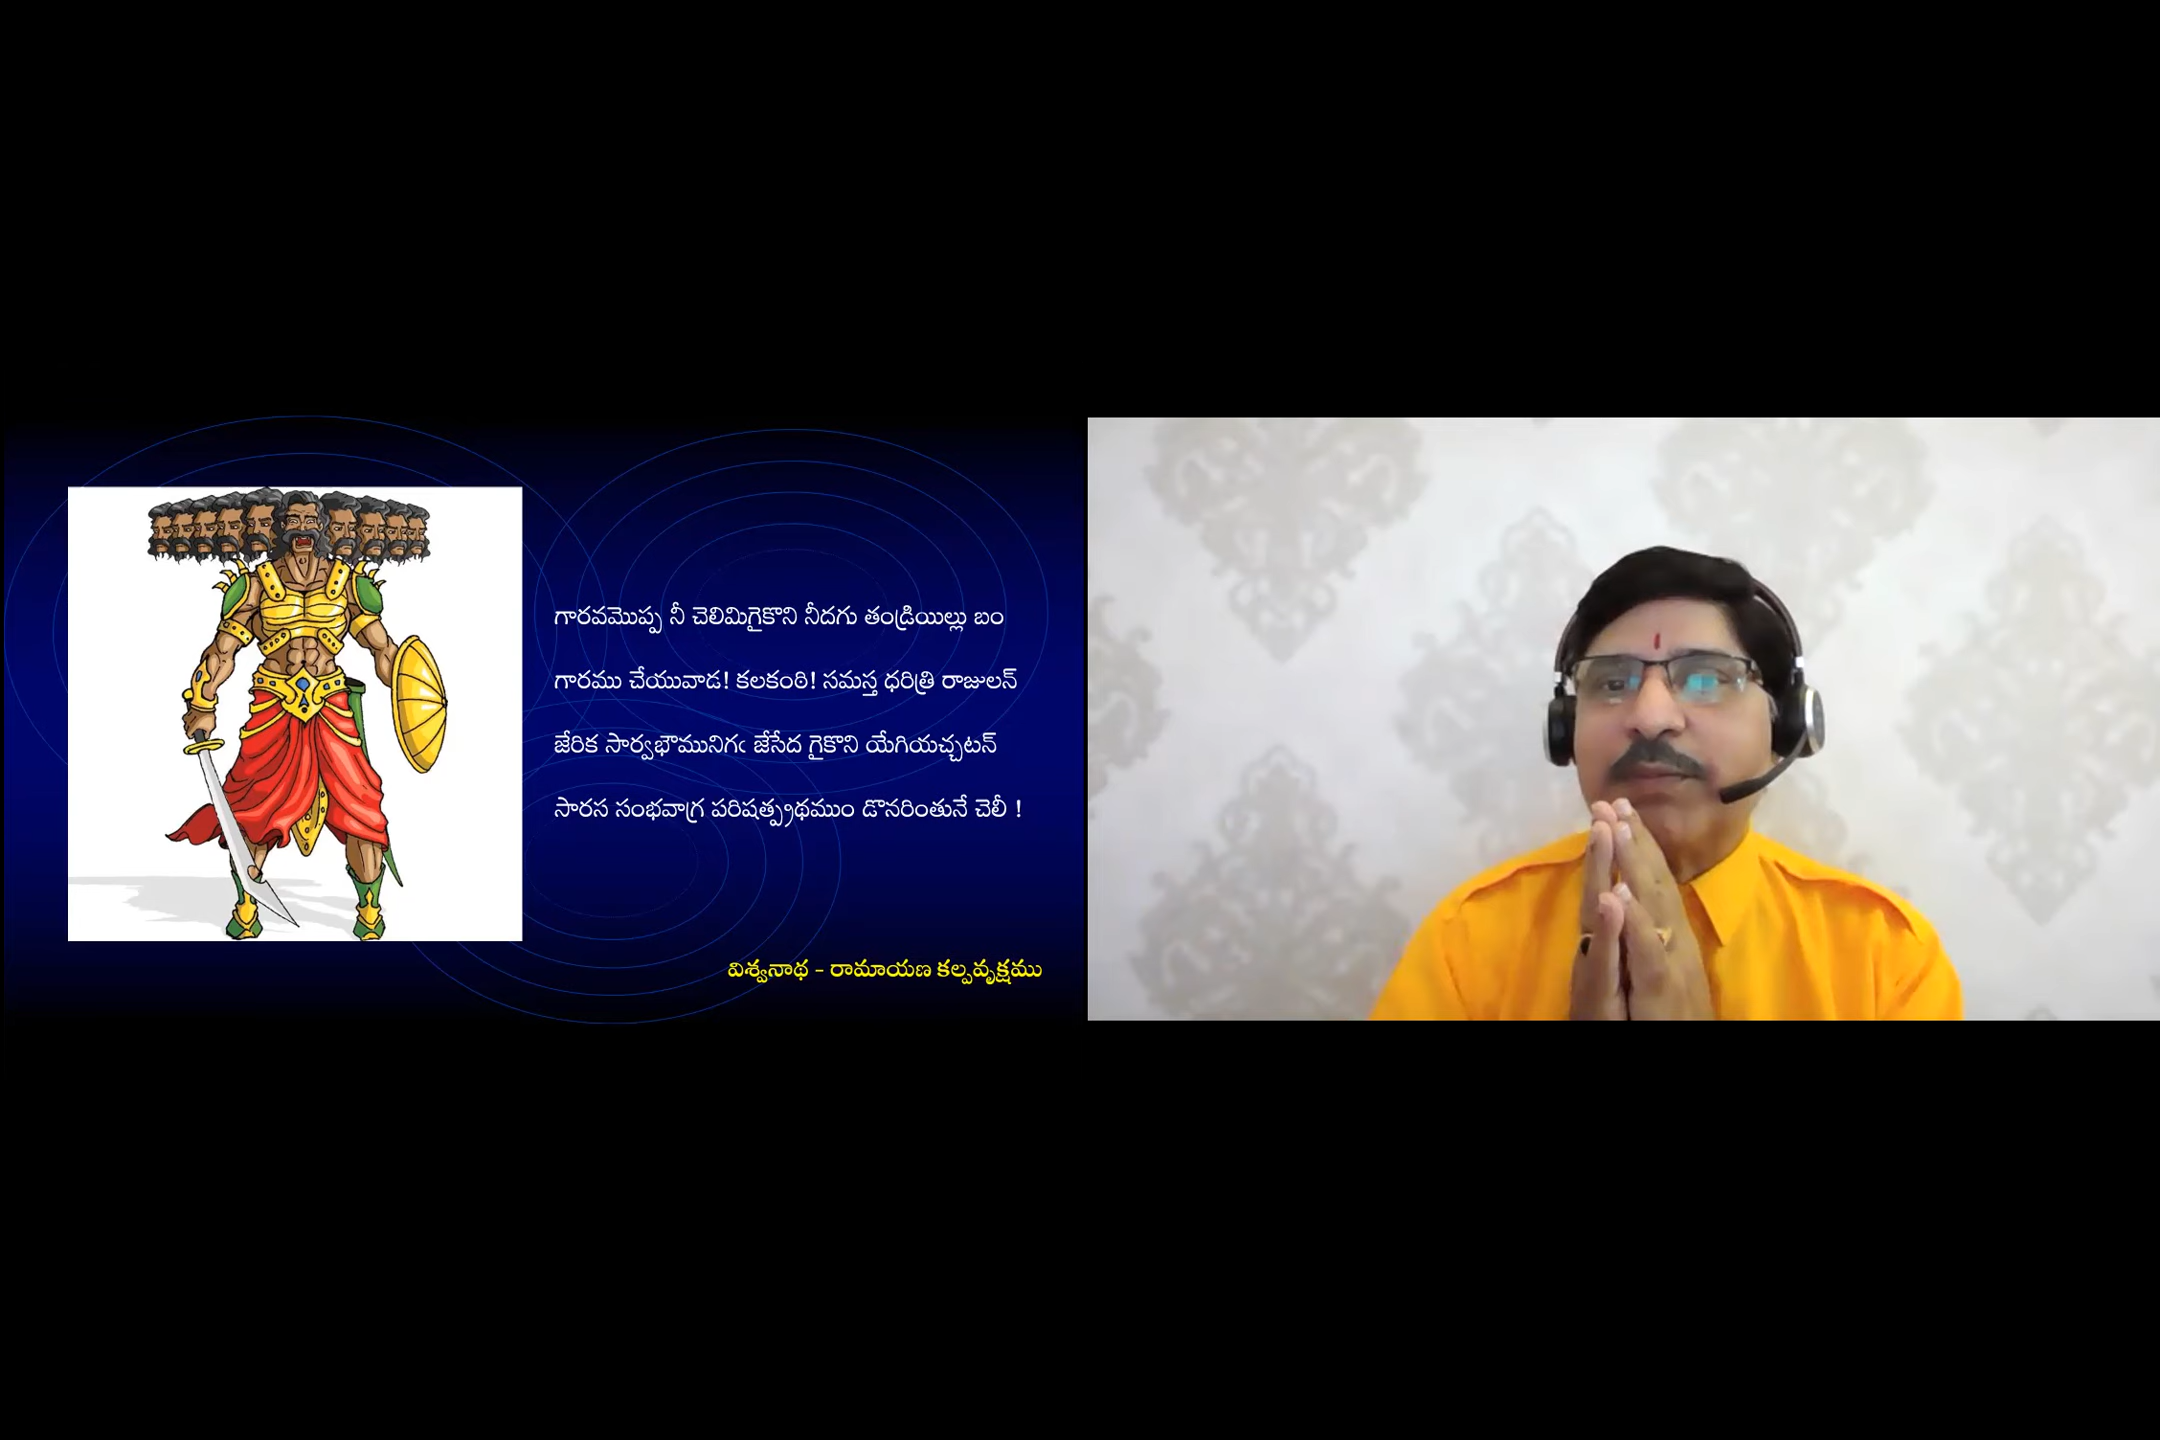 గారవమొప్ప నీ చెలిమిగైకొని నీదగు తండ్రియిల్లు బం
గారము చేయువాడ! కలకంఠి! సమస్త ధరిత్రి రాజులన్
జేరిక సార్వభౌమునిగఁ జేసేద గైకొని యేగియచ్చటన్
సారస సంభవాగ్ర పరిషత్ప్రథముం డొనరింతునే చెలీ !
విశ్వనాథ - రామాయణ కల్పవృక్షము